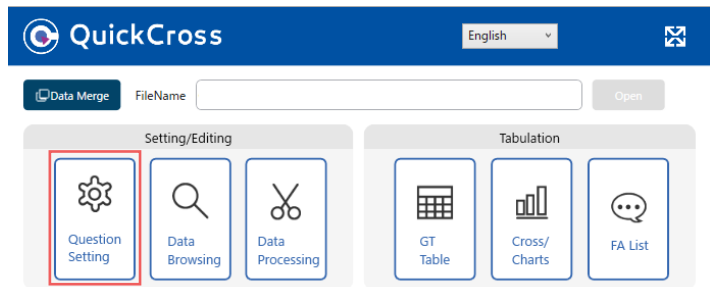 QuickCross
English
Data Merge
FileName
Open
Setting/Editing
Tabulation
Question
Setting
Data
Browsing
Data
Processing
GT
Table
Cross/
Charts
FA List